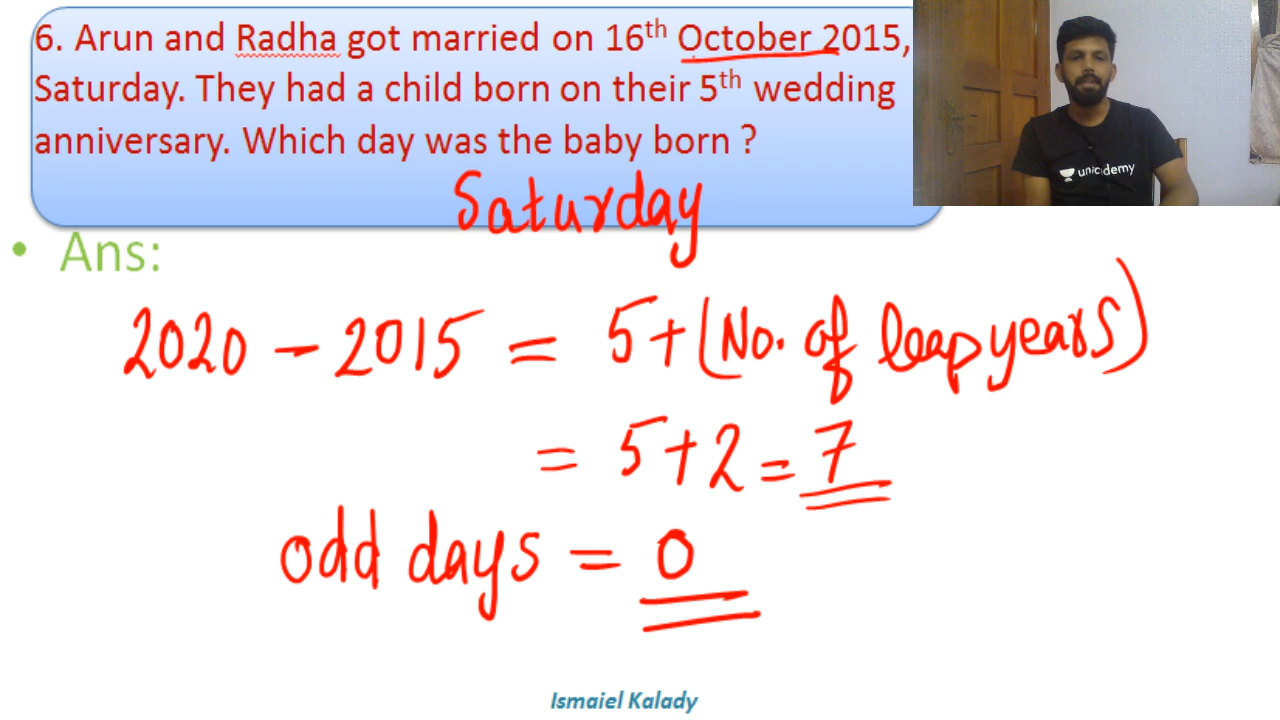 6. Arun and Radha got married on 16th October 2015,
Saturday. They had a child born on their 5th wedding
anniversary. Which day was the baby born ?
Saturday
• Ans:
2020 - 2015 = 5+(No. of leap years)
= 5+2 = 7
odd days = 0
Ismaiel Kalady
unacademy